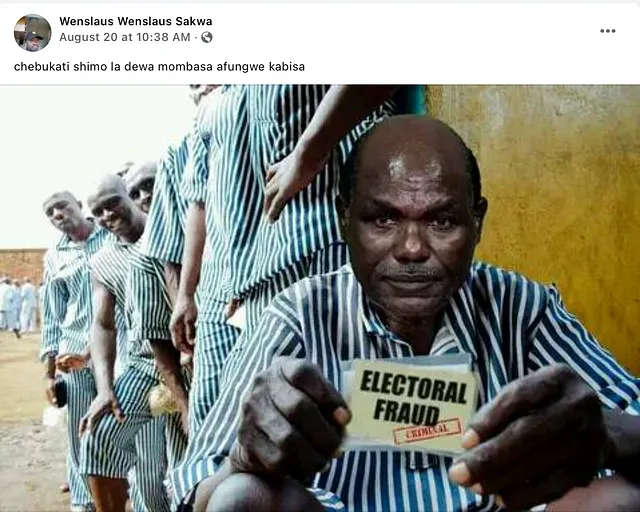 Wenslaus Wenslaus Sakwa
August 20 at 10:38 AM ·
chebukati shimo la dewa mombasa afungwe kabisa
ELECTORAL
FRAUD
CRIMINAL